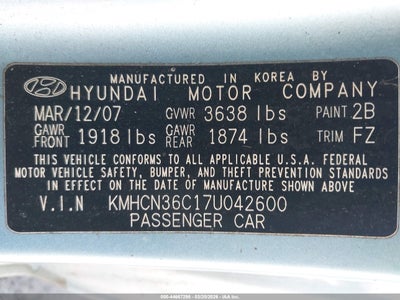 MANUFACTURED IN KOREA BY
HYUNDAI MOTOR COMPANY
MAR/12/07 GVWR 3638 lbs PAINT 2B
GAWR FRONT 1918 lbs GAWR REAR 1874 lbs TRIM FZ
THIS VEHICLE CONFORMS TO ALL APPLICABLE U.S.A. FEDERAL
MOTOR VEHICLE SAFETY, BUMPER, AND THEFT PREVENTION STANDARDS
IN EFFECT ON THE DATE OF MANUFACTURE SHOWN ABOVE
V.I.N KMHCN36C17U042600
PASSENGER CAR